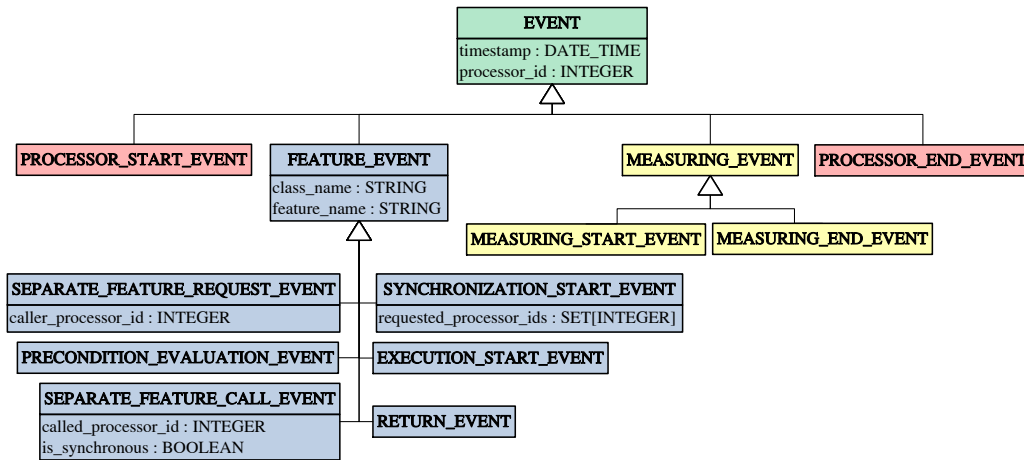 EVENT
timestamp : DATE_TIME
processor_id : INTEGER
PROCESSOR_START_EVENT
FEATURE_EVENT
class_name : STRING
feature_name : STRING
MEASURING_EVENT
PROCESSOR_END_EVENT
MEASURING_START_EVENT
MEASURING_END_EVENT
SEPARATE_FEATURE_REQUEST_EVENT
caller_processor_id : INTEGER
SYNCHRONIZATION_START_EVENT
requested_processor_ids : SET[INTEGER]
PRECONDITION_EVALUATION_EVENT
EXECUTION_START_EVENT
SEPARATE_FEATURE_CALL_EVENT
called_processor_id : INTEGER
is_synchronous : BOOLEAN
RETURN_EVENT